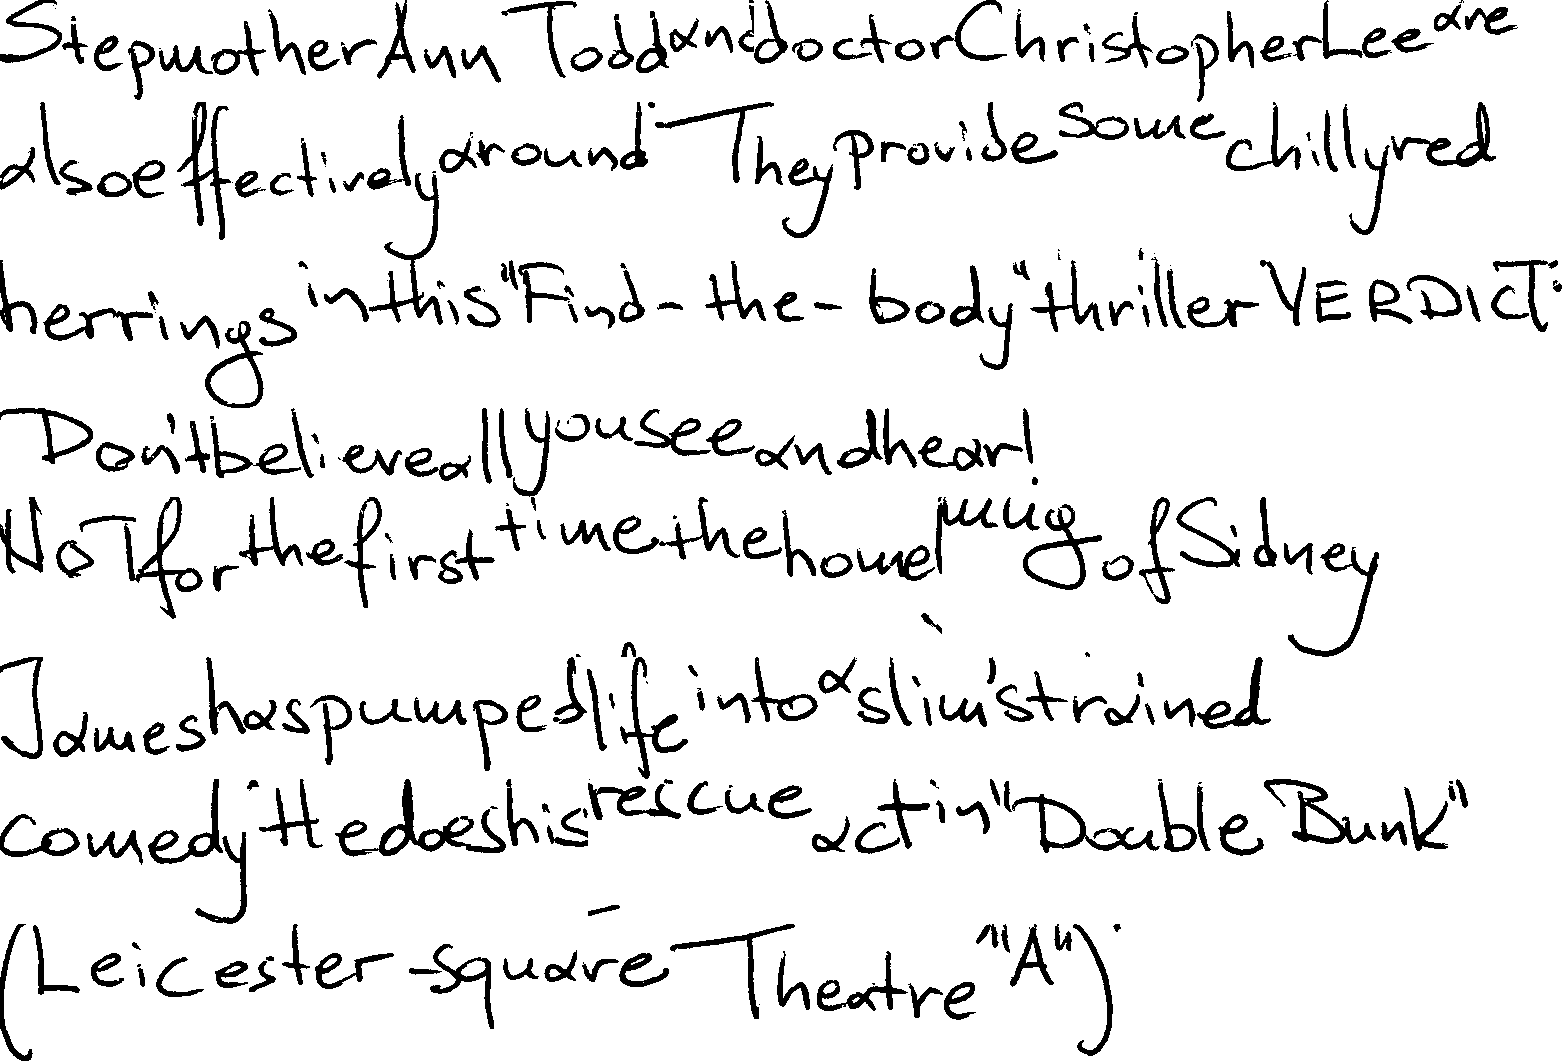 Stepmother Ann Todd and doctor Christopher Lee are
also effectively around. They provide some chilly red
herrings in this "Find-the-body" thriller VERDICT:
Don't believe all you see and hear!
NOT for the first time the homely mug of Sidney
James has pumped life into a slim, strained
comedy. He does his rescue act in "Double Bunk"
(Leicester-square Theatre "A").